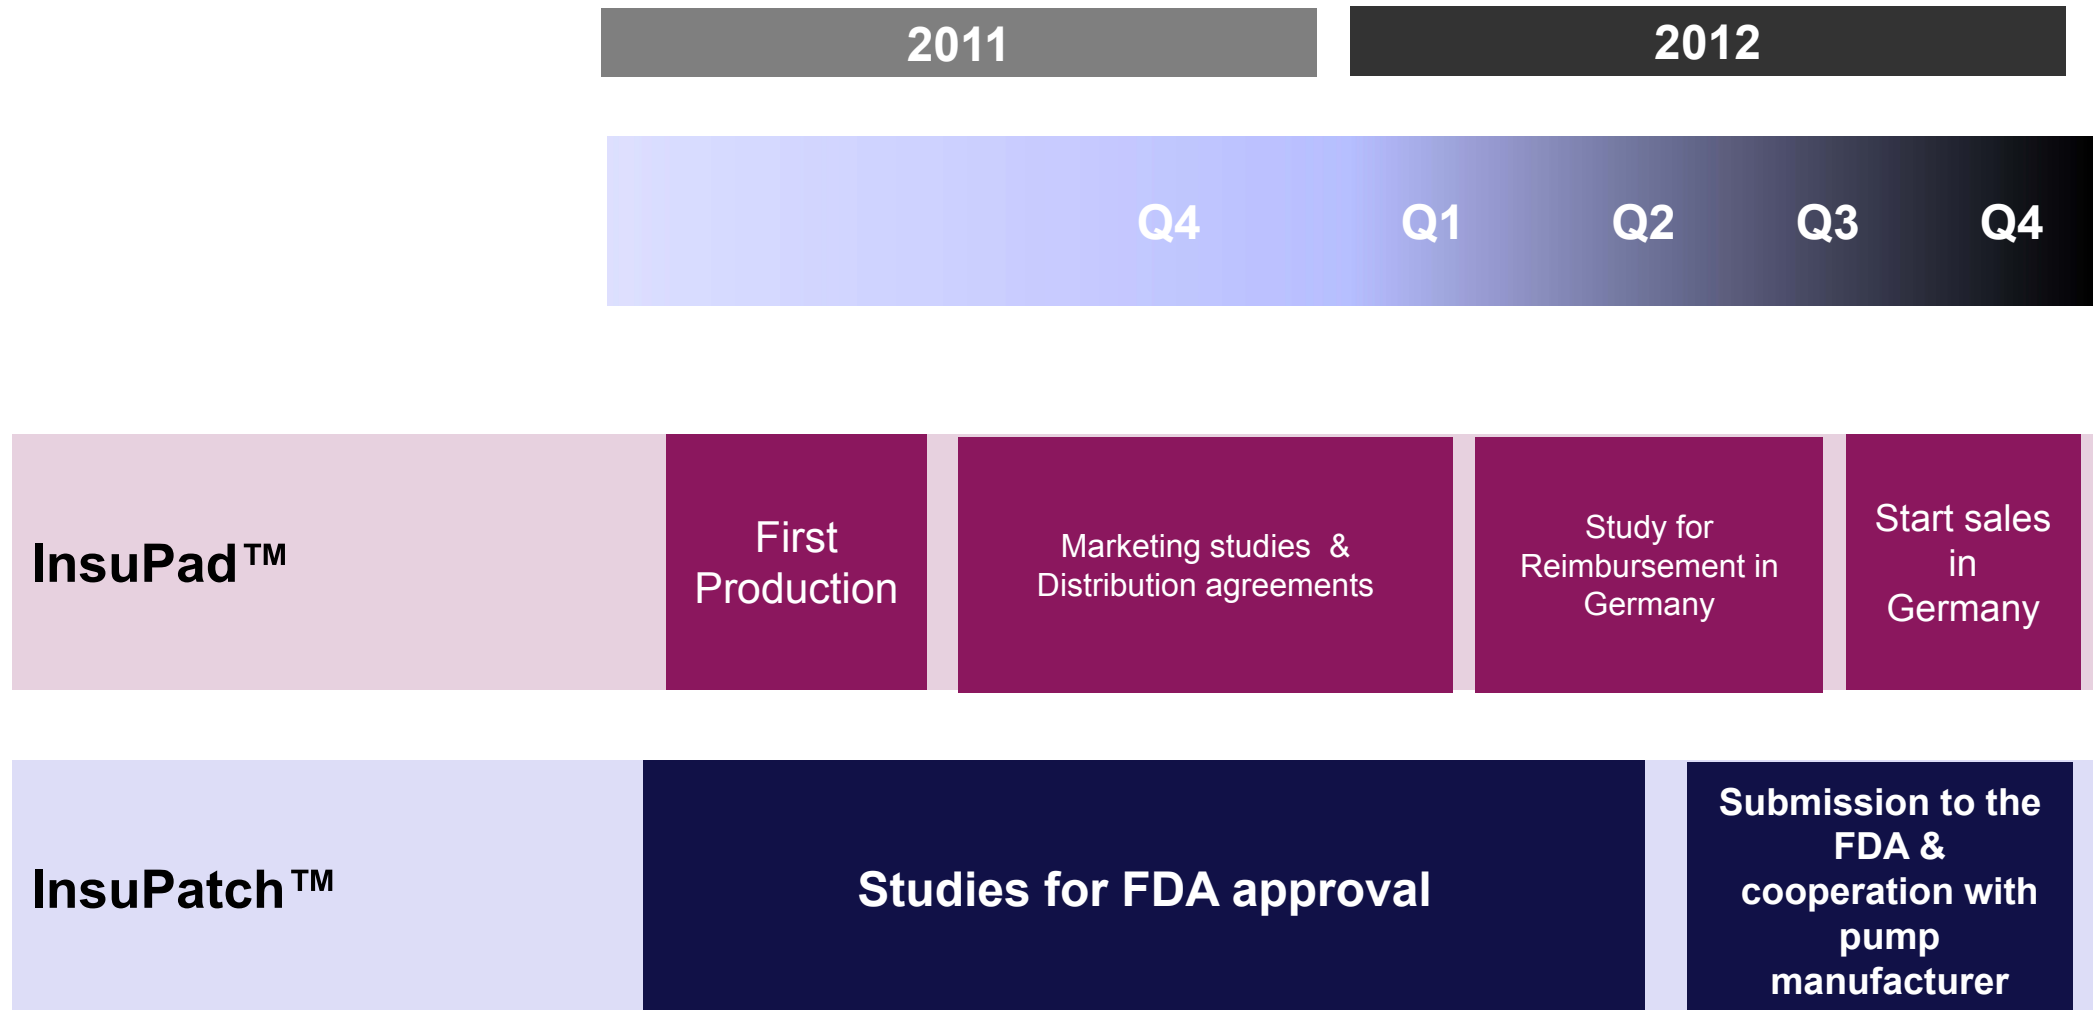 2011
2012
Q4
Q1
Q2
Q3
Q4
InsuPad™
First
Production
Marketing studies  &
Distribution agreements
Study for
Reimbursement in
Germany
Start sales
in
Germany
InsuPatch™
Studies for FDA approval
Submission to the
FDA &
cooperation with
pump
manufacturer